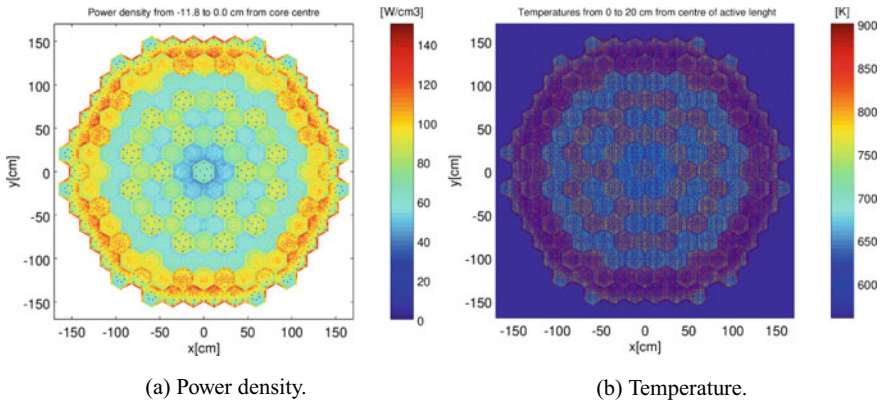 Power density from -11.8 to 0.0 cm from core centre
[W/cm3]
150
100
50
0
-50
-100
-150
y[cm]
-150 -100 -50 0 50 100 150
x[cm]
140
120
100
80
60
40
20
0
(a) Power density.
Temperatures from 0 to 20 cm from centre of active lenght
[K]
150
100
50
0
-50
-100
-150
y[cm]
-150 -100 -50 0 50 100 150
x[cm]
900
850
800
750
700
650
600
(b) Temperature.